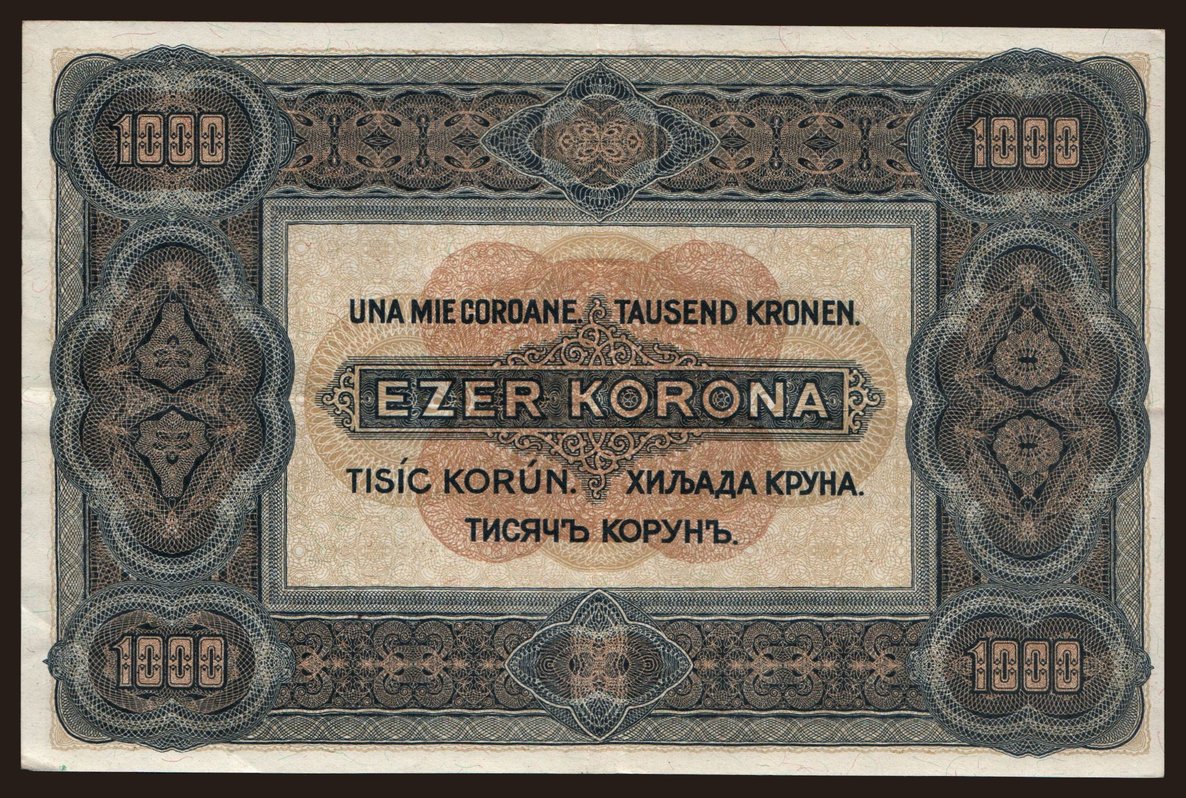 1000 1000
UNA MIE COROANE. TAUSEND KRONEN.
EZER KORONA
TISÍC KORÚN. ХИЉАДА КРУНА.
ТИСЯЧЪ КОРУНЪ.
1000 1000